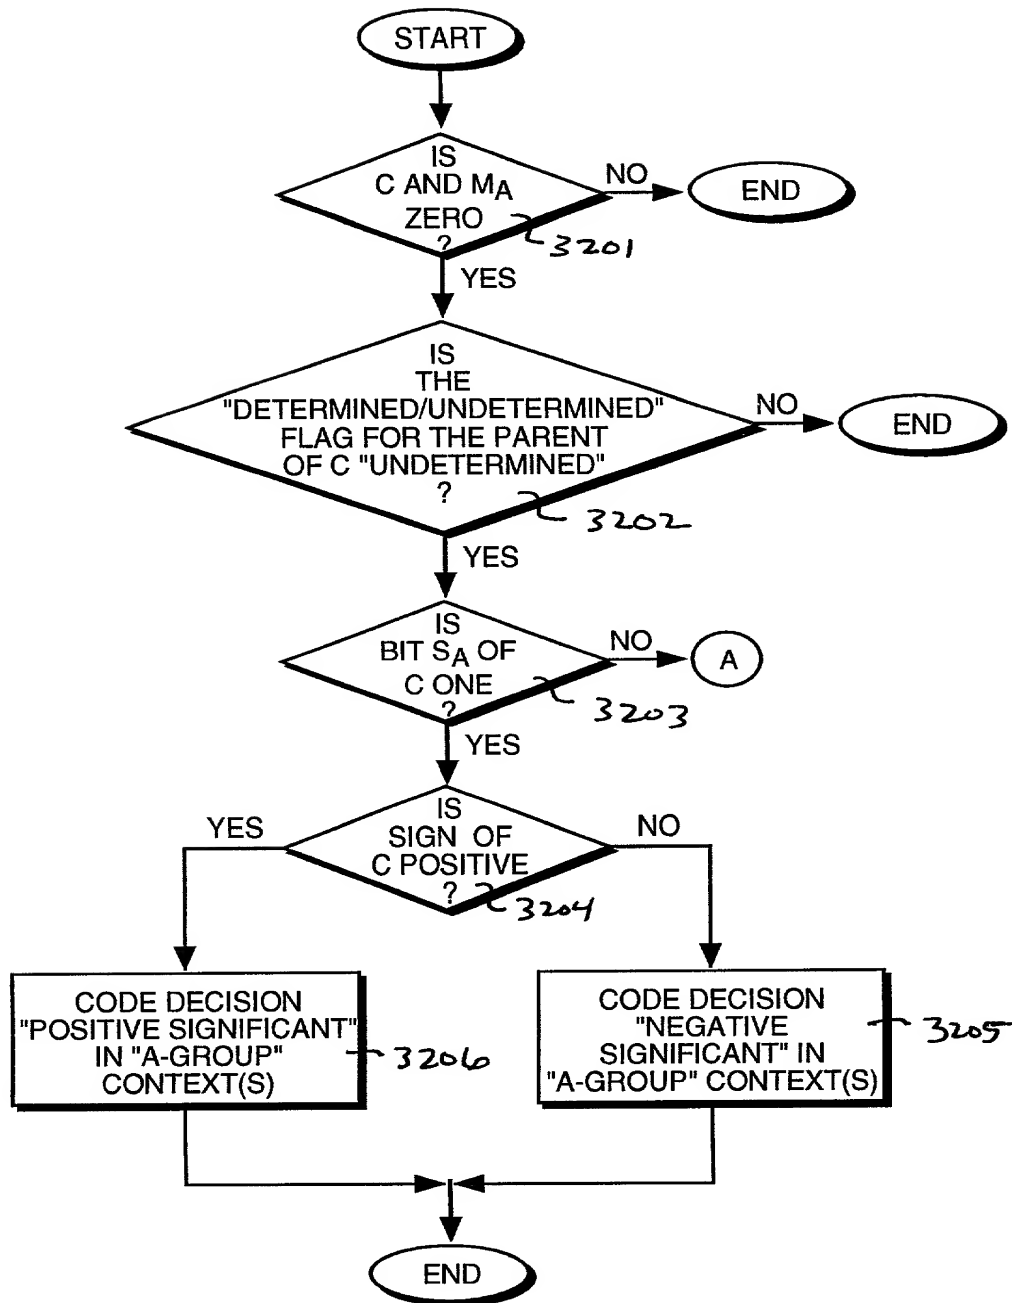 START
IS
C AND MA
ZERO
?
3201
NO
END
YES
IS
THE
"DETERMINED/UNDETERMINED"
FLAG FOR THE PARENT
OF C "UNDETERMINED"
?
3202
NO
END
YES
IS
BIT SA OF
C ONE
?
3203
NO
A
YES
IS
SIGN OF
C POSITIVE
?
3204
YES
NO
CODE DECISION
"POSITIVE SIGNIFICANT"
IN "A-GROUP"
CONTEXT(S)
3206
CODE DECISION
"NEGATIVE
SIGNIFICANT" IN
"A-GROUP" CONTEXT(S)
3205
END